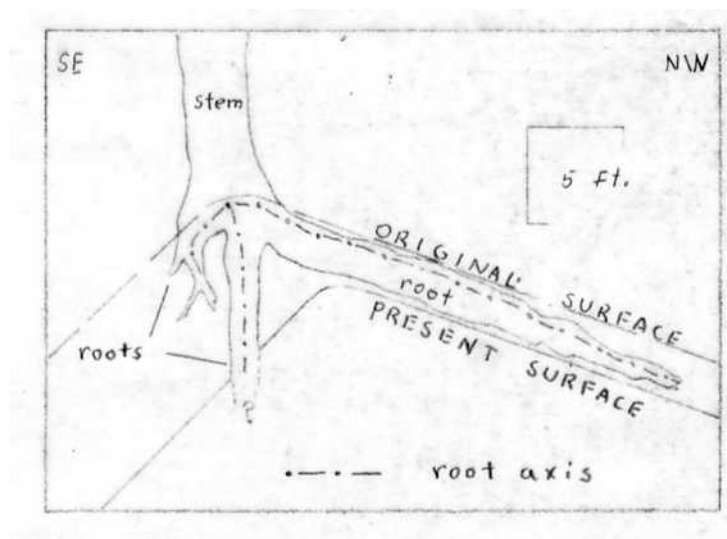 SE
NW
stem
5 ft.
ORIGINAL SURFACE
root
PRESENT SURFACE
roots
?
root axis